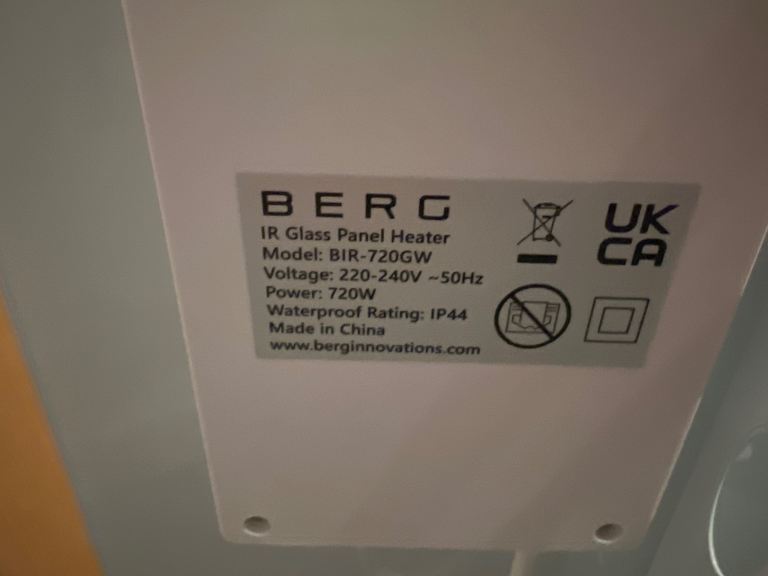 BERG
IR Glass Panel Heater
Model: BIR-720GW
Voltage: 220-240V ~50Hz
Power: 720W
Waterproof Rating: IP44
Made in China
www.berginnovations.com
UK
CA